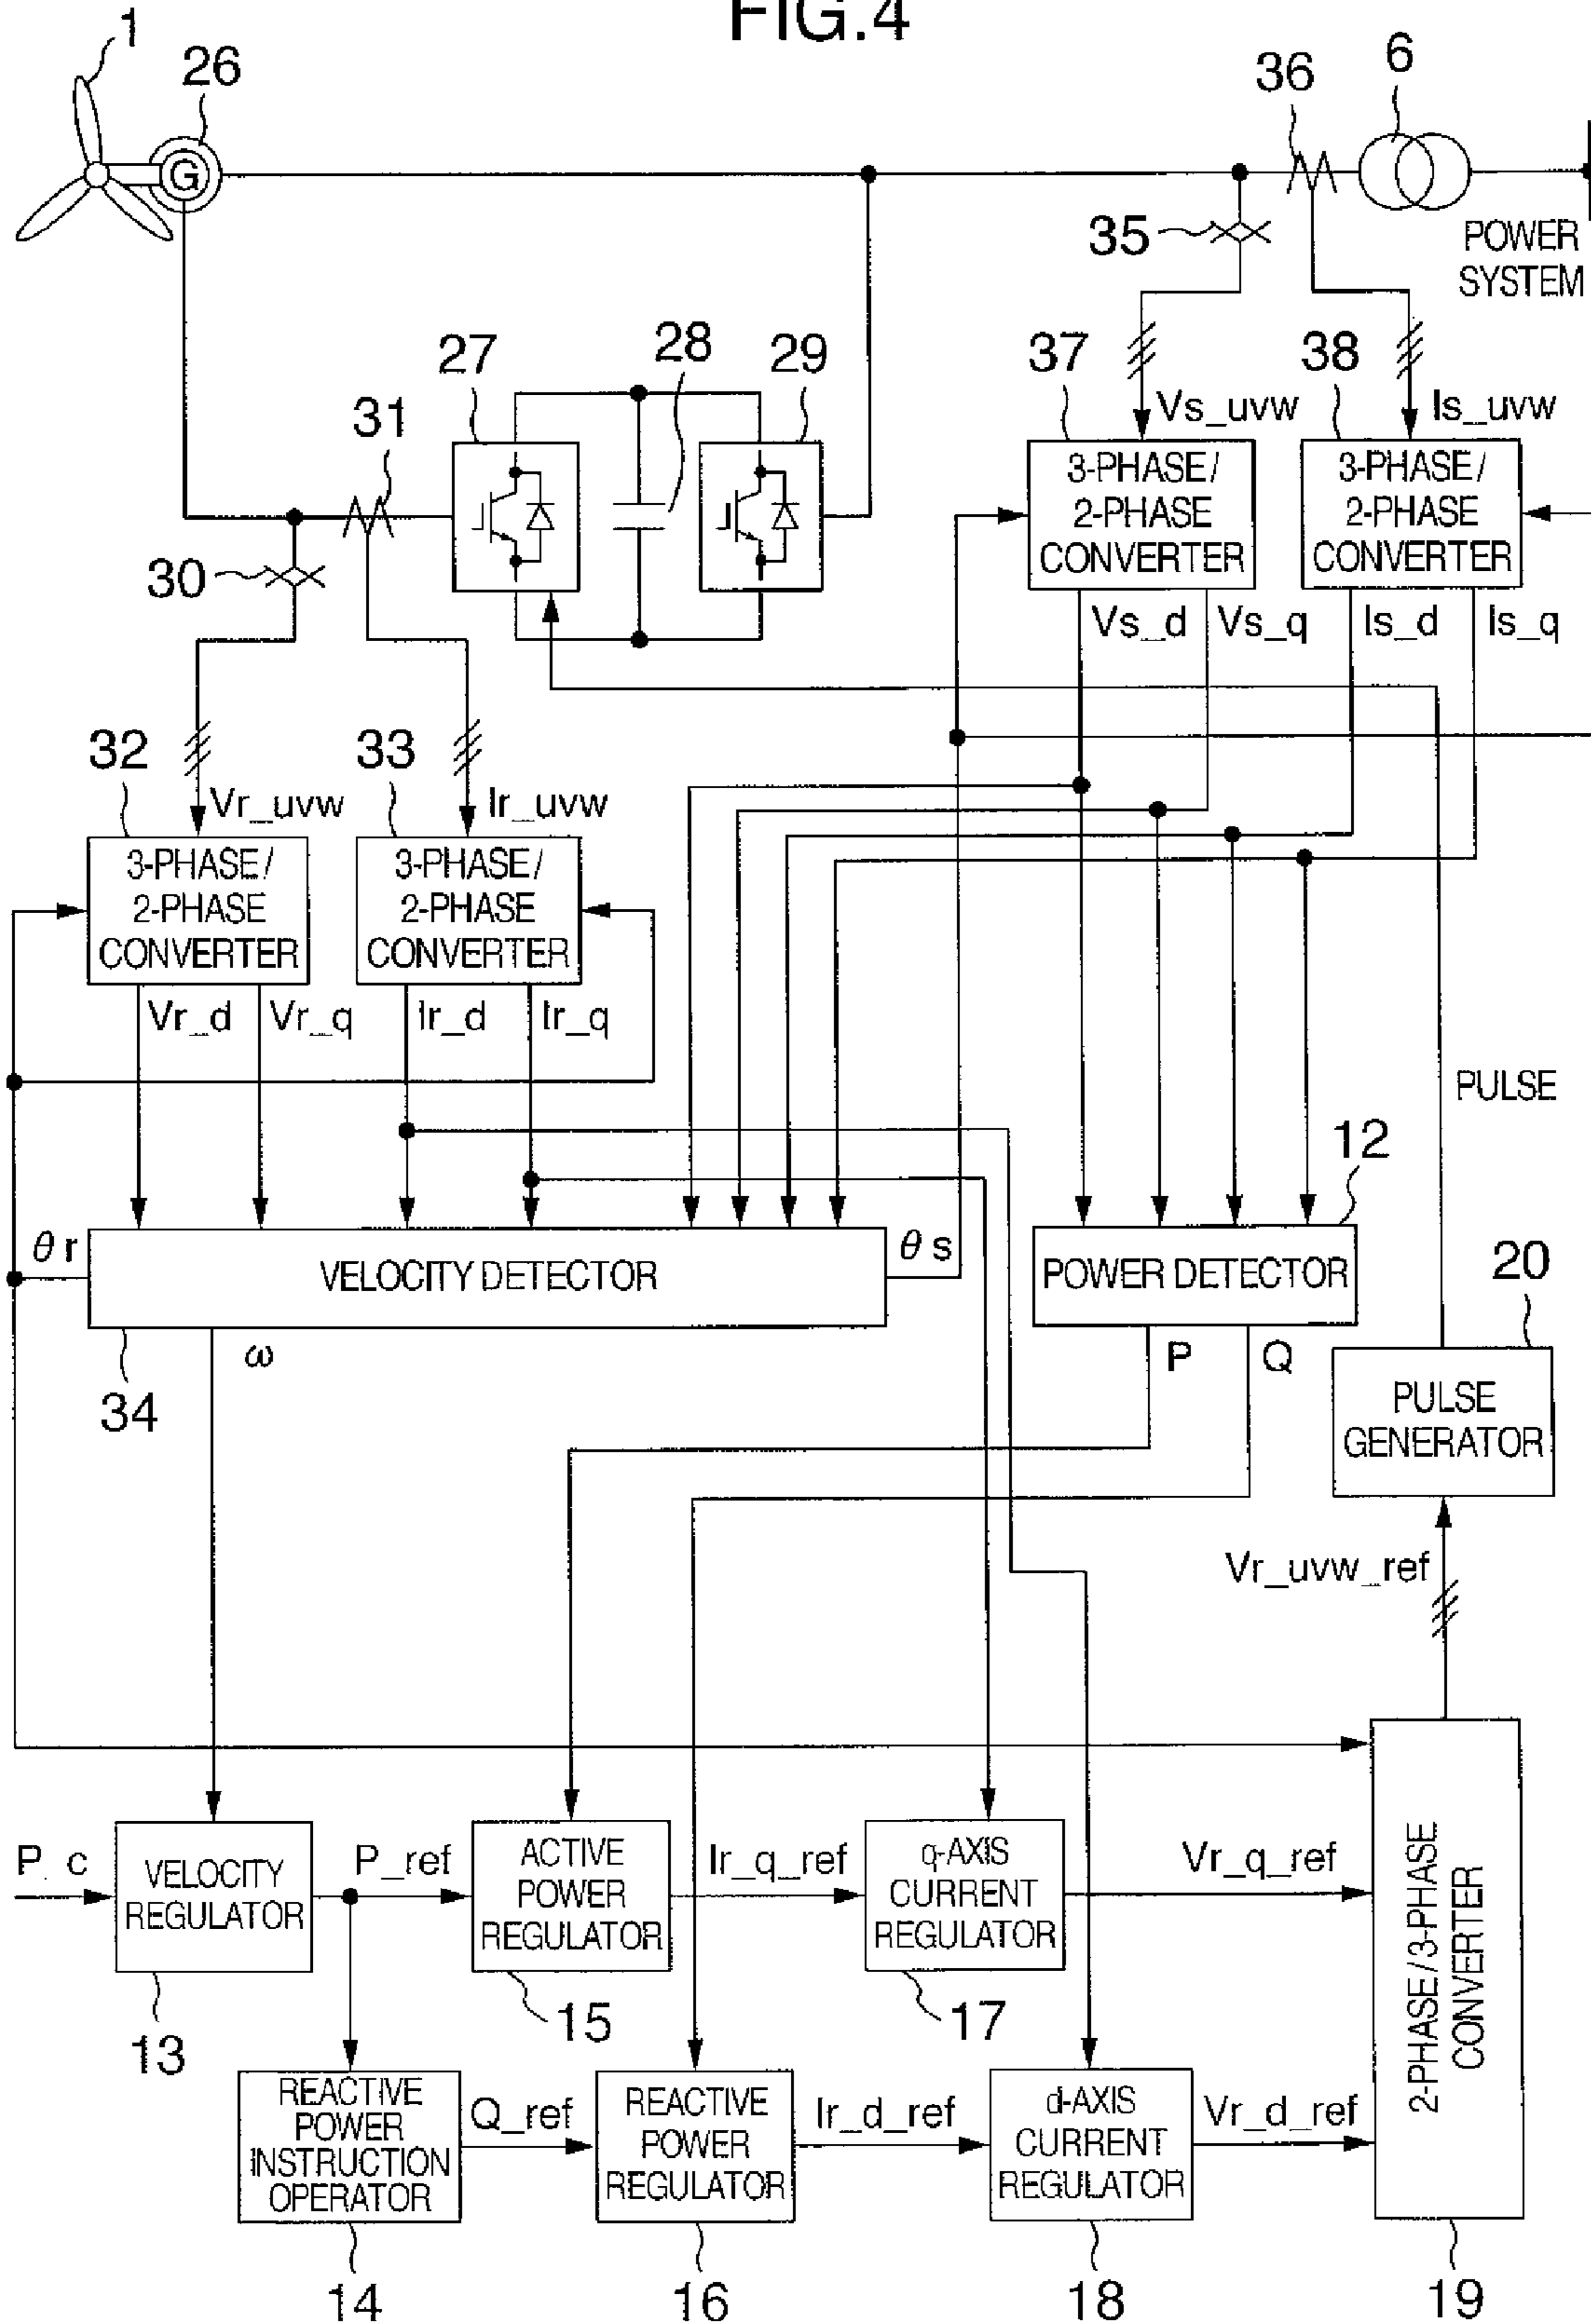 FIG.4
1
26
G
36
6
35
POWER
SYSTEM
27
28
29
37
38
31
Vs_uvw
Is_uvw
3-PHASE/
2-PHASE
CONVERTER
3-PHASE/
2-PHASE
CONVERTER
30
Vs_d
Vs_q
Is_d
Is_q
32
33
Vr_uvw
Ir_uvw
3-PHASE/
2-PHASE
CONVERTER
3-PHASE/
2-PHASE
CONVERTER
Vr_d
Vr_q
Ir_d
Ir_q
PULSE
12
θr
VELOCITY DETECTOR
θs
POWER DETECTOR
20
34
ω
P
Q
PULSE
GENERATOR
Vr_uvw_ref
P_c
VELOCITY
REGULATOR
P_ref
ACTIVE
POWER
REGULATOR
Ir_q_ref
q-AXIS
CURRENT
REGULATOR
Vr_q_ref
2-PHASE/3-PHASE
CONVERTER
13
15
17
REACTIVE
POWER
INSTRUCTION
OPERATOR
Q_ref
REACTIVE
POWER
REGULATOR
Ir_d_ref
d-AXIS
CURRENT
REGULATOR
Vr_d_ref
14
16
18
19